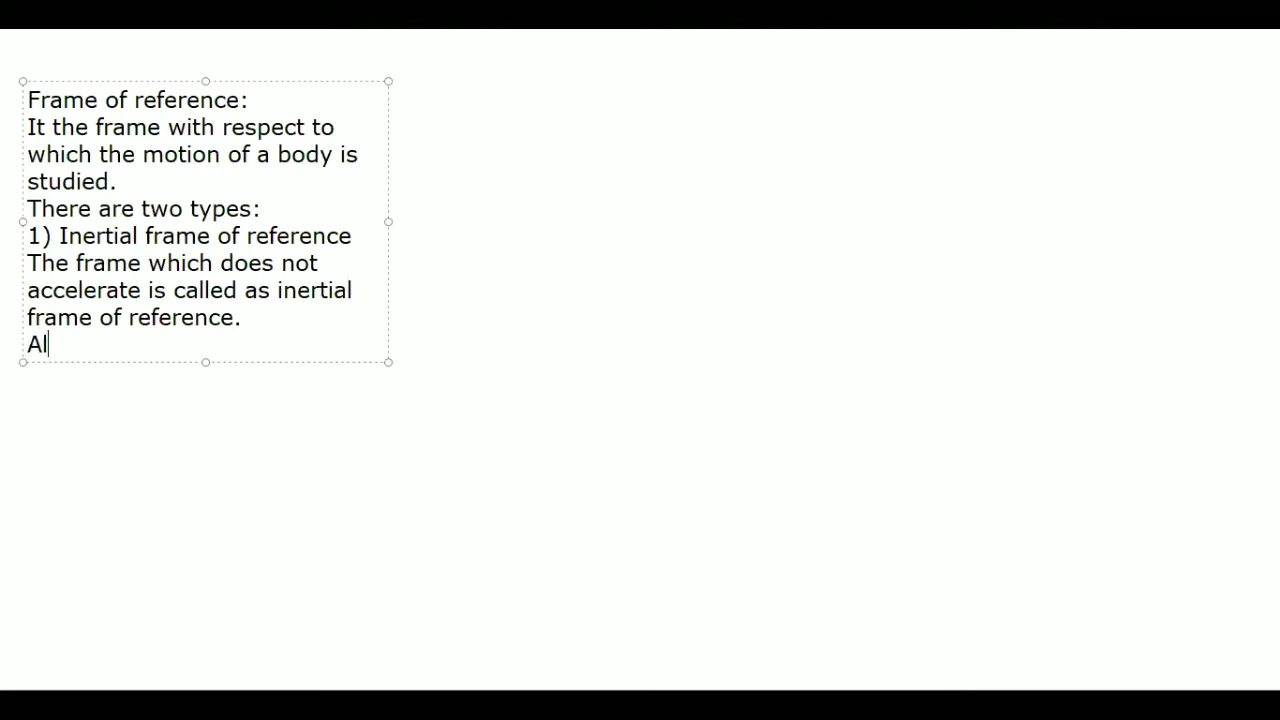 Frame of reference:
It the frame with respect to
which the motion of a body is
studied.
There are two types:
1) Inertial frame of reference
The frame which does not
accelerate is called as inertial
frame of reference.
Al